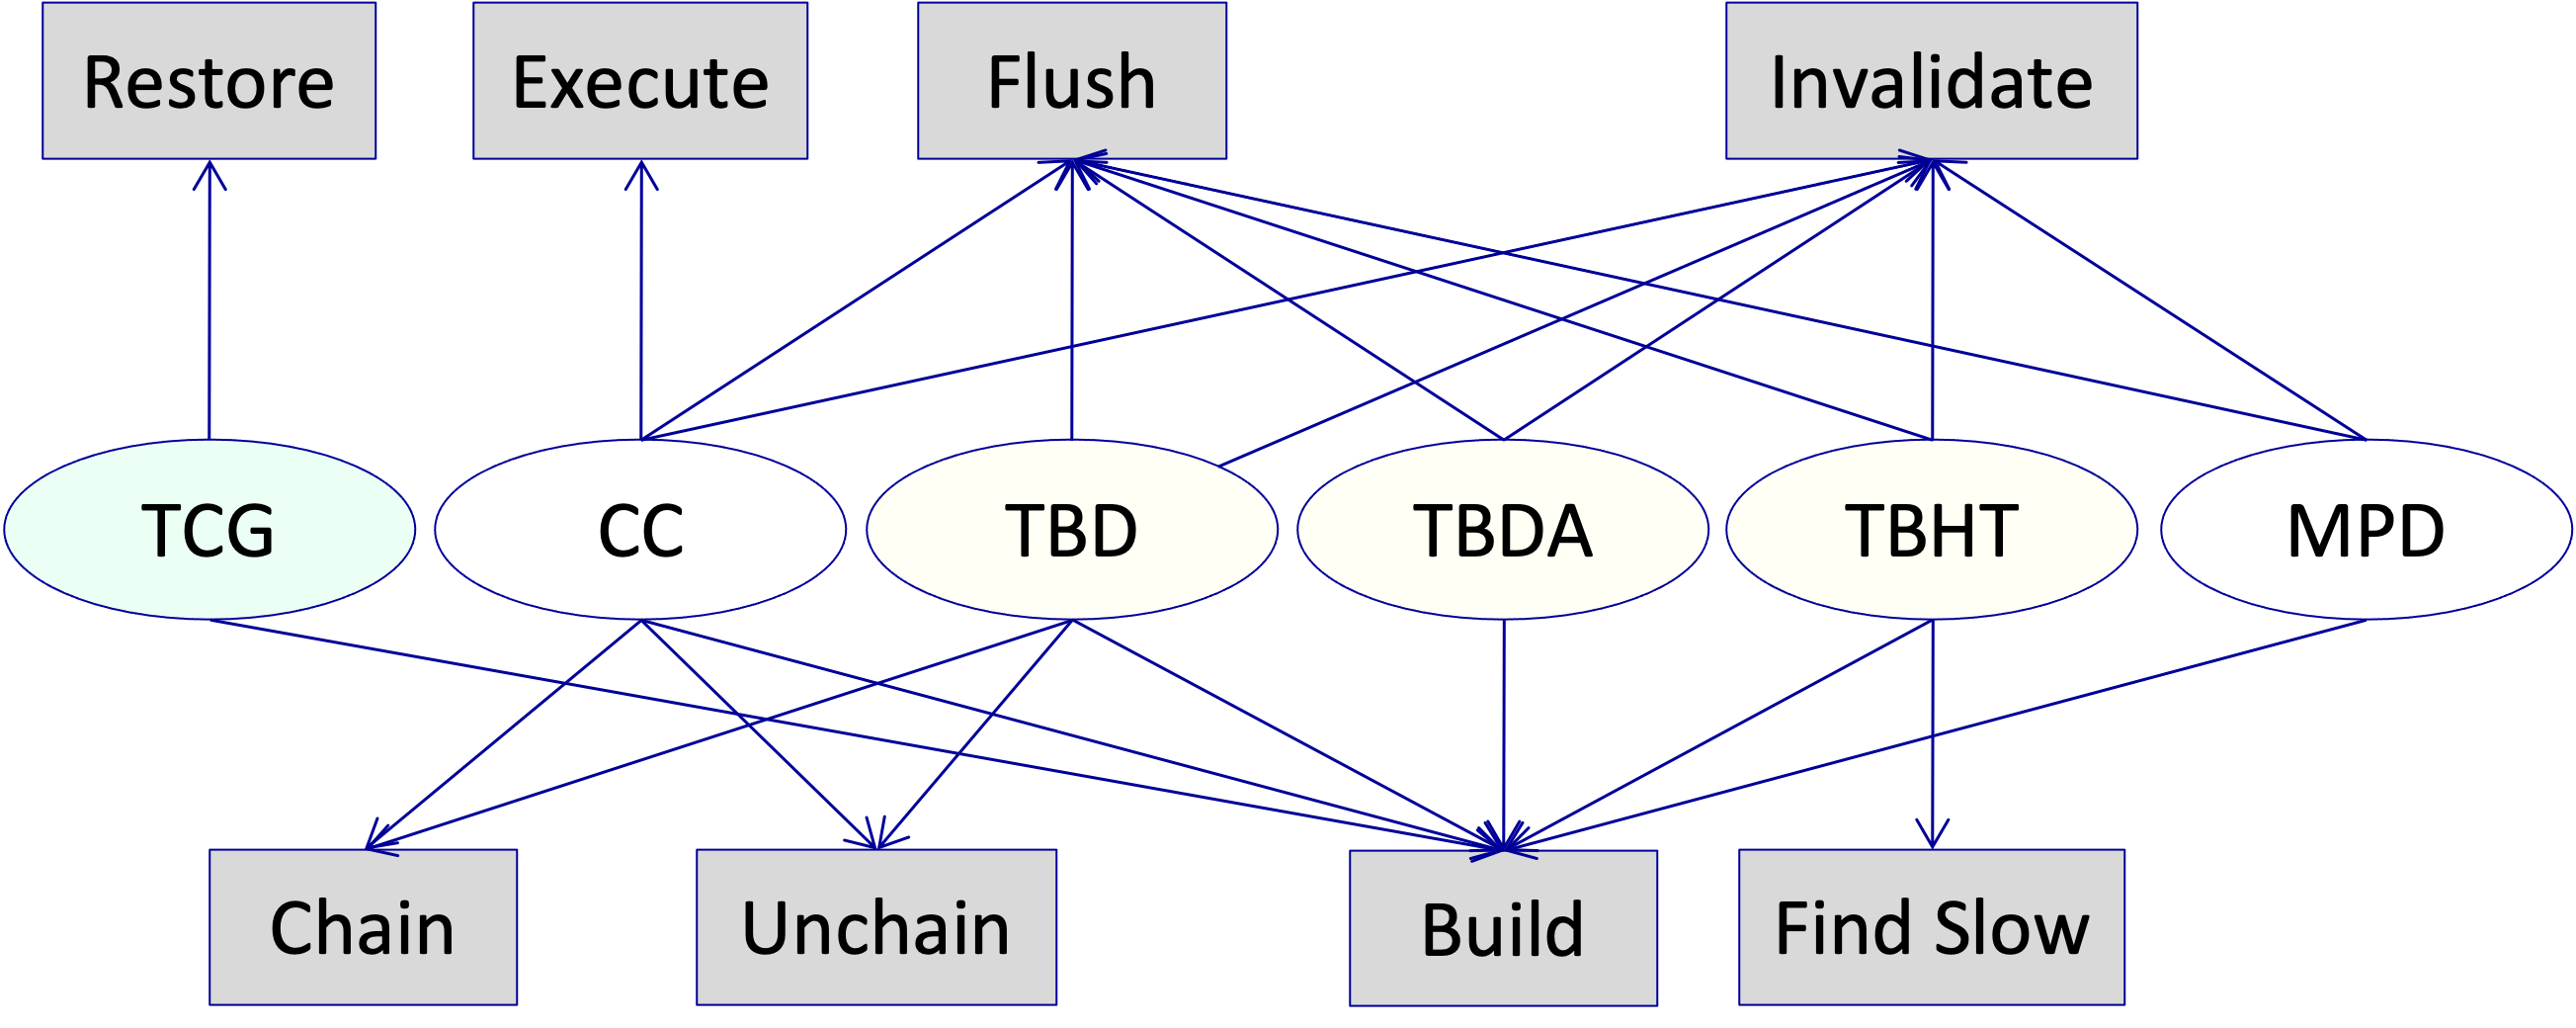 Restore
Execute
Flush
Invalidate
TCG
CC
TBD
TBDA
TBHT
MPD
Chain
Unchain
Build
Find Slow